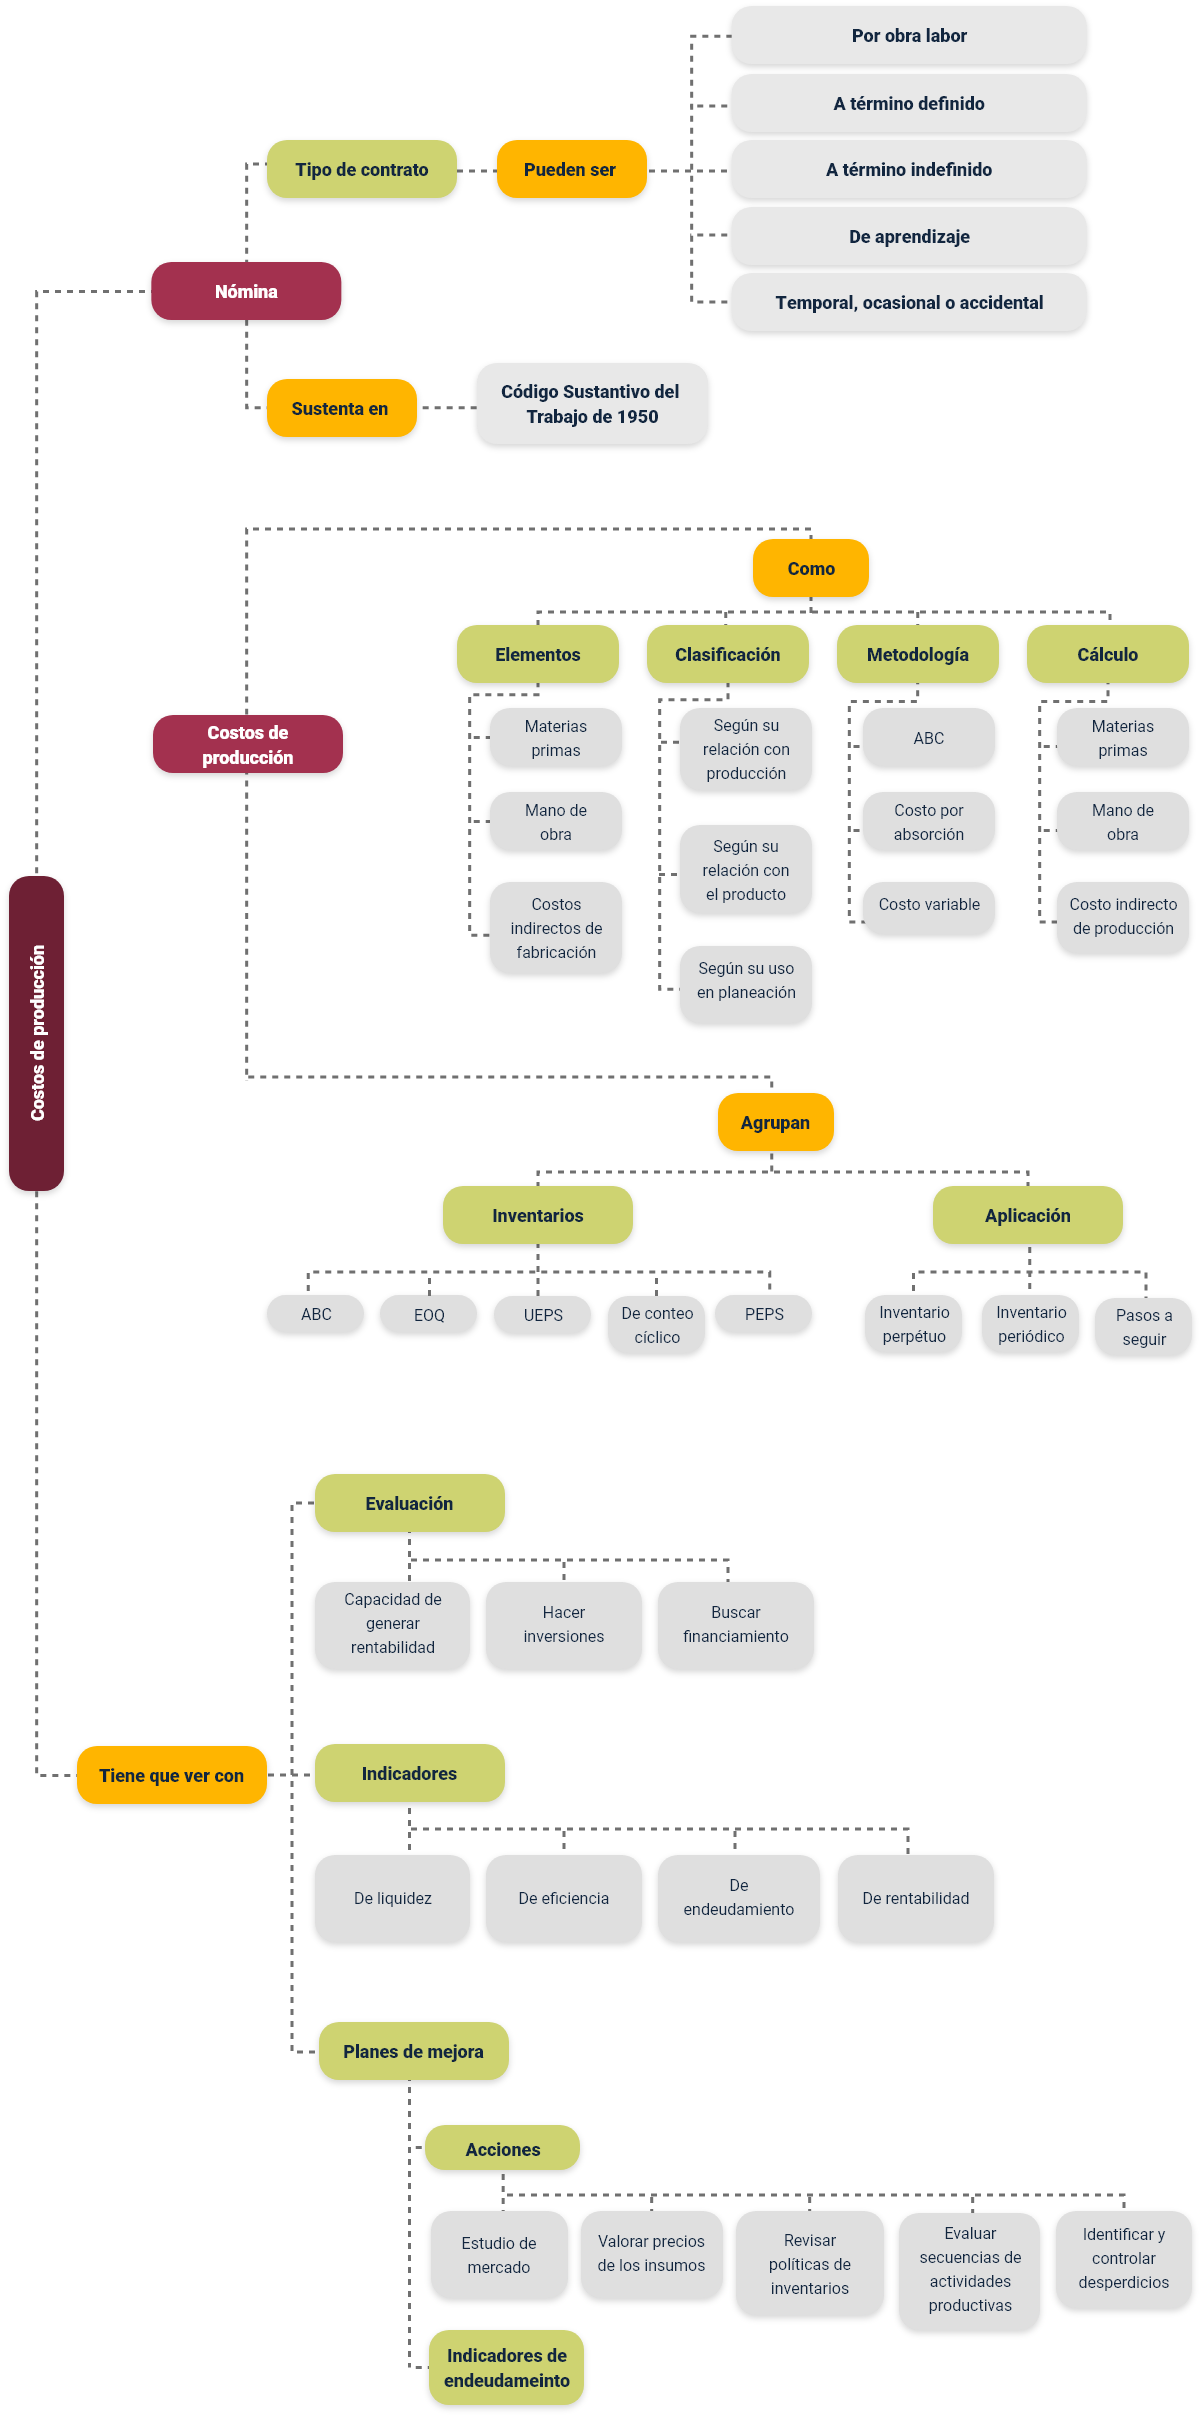 Por obra labor
A término definido
Tipo de contrato
Pueden ser
A término indefinido
De aprendizaje
Nómina
Temporal, ocasional o accidental
Sustenta en
Código Sustantivo del
Trabajo de 1950
Como
Elementos
Clasificación
Metodología
Cálculo
Costos de
producción
Materias
primas
Mano de
obra
Costos
indirectos de
fabricación
Según su
relación con
producción
Según su
relación con
el producto
Según su uso
en planeación
ABC
Costo por
absorción
Costo variable
Materias
primas
Mano de
obra
Costo indirecto
de producción
Costos de producción
Agrupan
Inventarios
Aplicación
ABC
EOQ
UEPS
De conteo
cíclico
PEPS
Inventario
perpétuo
Inventario
periódico
Pasos a
seguir
Evaluación
Capacidad de
generar
rentabilidad
Hacer
inversiones
Buscar
financiamiento
Tiene que ver con
Indicadores
De liquidez
De eficiencia
De
endeudamiento
De rentabilidad
Planes de mejora
Acciones
Estudio de
mercado
Valorar precios
de los insumos
Revisar
políticas de
inventarios
Evaluar
secuencias de
actividades
productivas
Identificar y
controlar
desperdicios
Indicadores de
endeudameinto